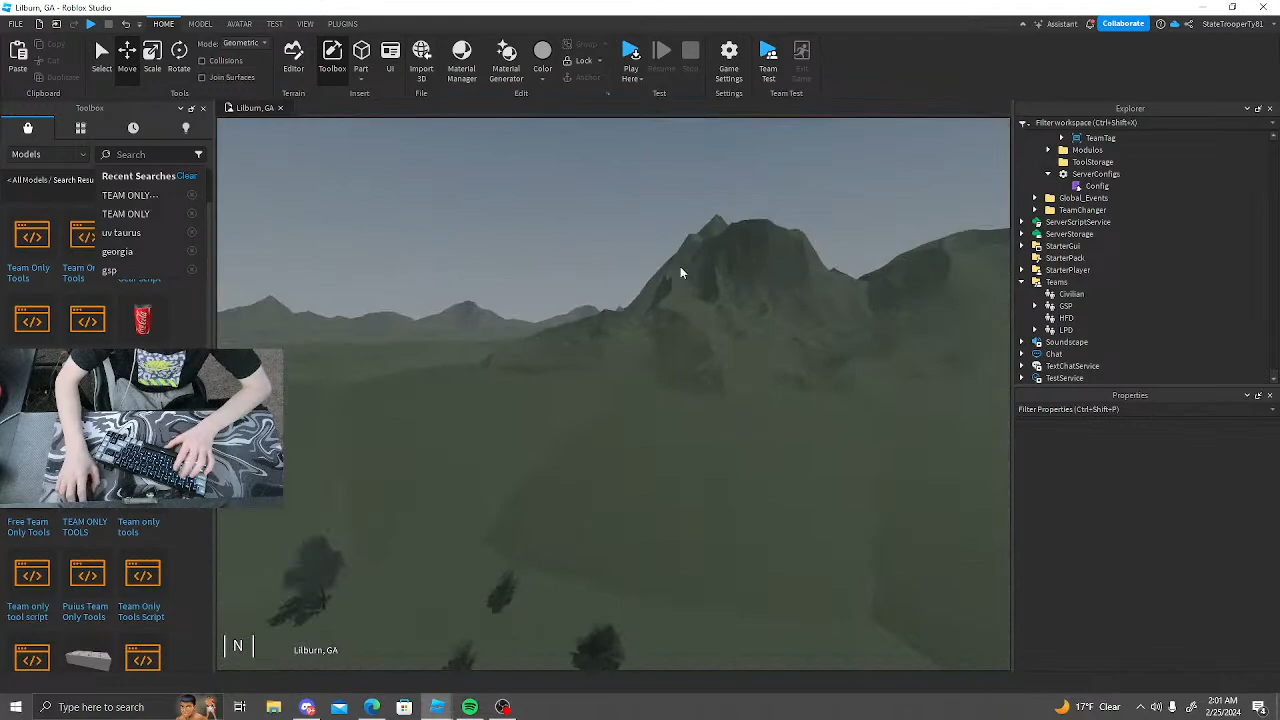 Lilburn, GA - Roblox Studio
FILE HOME MODEL AVATAR TEST VIEW PLUGINS Assistant Collaborate StateTrooperTy81
Paste Copy Cut Duplicate
Select Move Scale Rotate
Mode: Geometric
Collisions
Join Surfaces
Editor Toolbox Part UI Import 3D Material Manager Material Generator Color Group Lock Anchor
Play Here Resume Stop Game Settings Team Test Exit Game
Clipboard Tools Terrain Insert File Edit Test Settings Team Test
Toolbox
Models
Search
<All Models / Search Resu
Recent Searches Clear
TEAM ONLY...
TEAM ONLY
uv taurus
georgia
gsp
Team Only Tools
Team On Tools
Free Team Only Tools
TEAM ONLY TOOLS
Team only tools
Team only tool script
Puius Team Only Tools
Team Only Tools Script
Lilburn, GA
N
Lilburn, GA
Explorer
Filter workspace (Ctrl+Shift+X)
TeamTag
Modulos
ToolStorage
ServerConfigs
Config
Global_Events
TeamChanger
ServerScriptService
ServerStorage
StarterGui
StarterPack
StarterPlayer
Teams
Civilian
GSP
HFD
LPD
Soundscape
Chat
TextChatService
TestService
Properties
Filter Properties (Ctrl+Shift+P)
Type here to search
17°F Clear
2:01 AM
2/25/2024